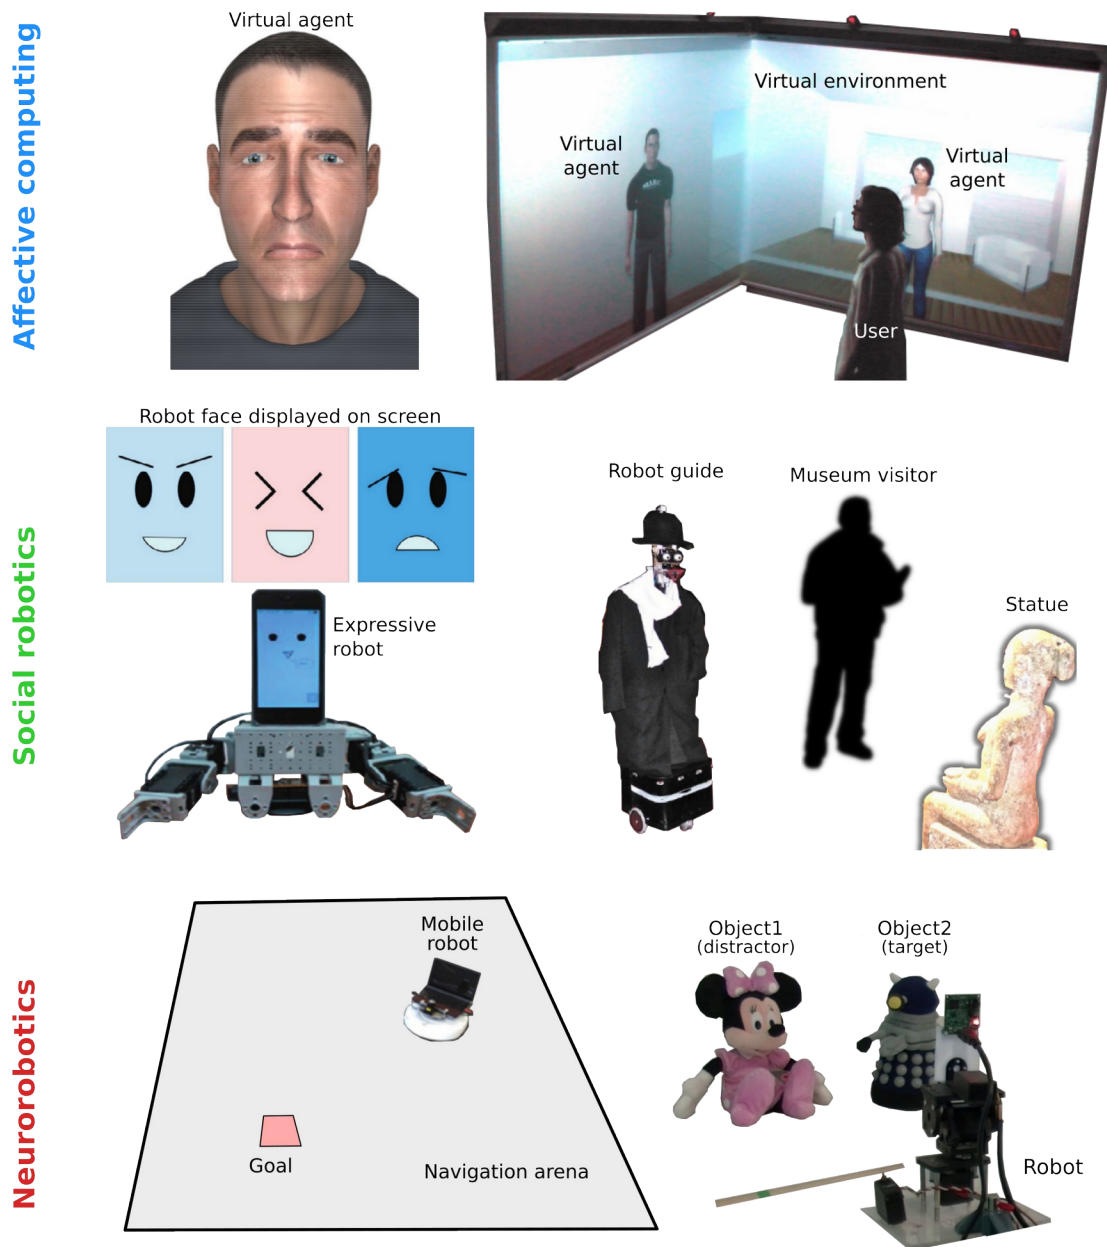 Affective computing
Virtual agent
Virtual environment
Virtual
agent
Virtual
agent
User
Social robotics
Robot face displayed on screen
Expressive
robot
Robot guide
Museum visitor
Statue
Neurorobotics
Mobile
robot
Goal
Navigation arena
Object1
(distractor)
Object2
(target)
Robot